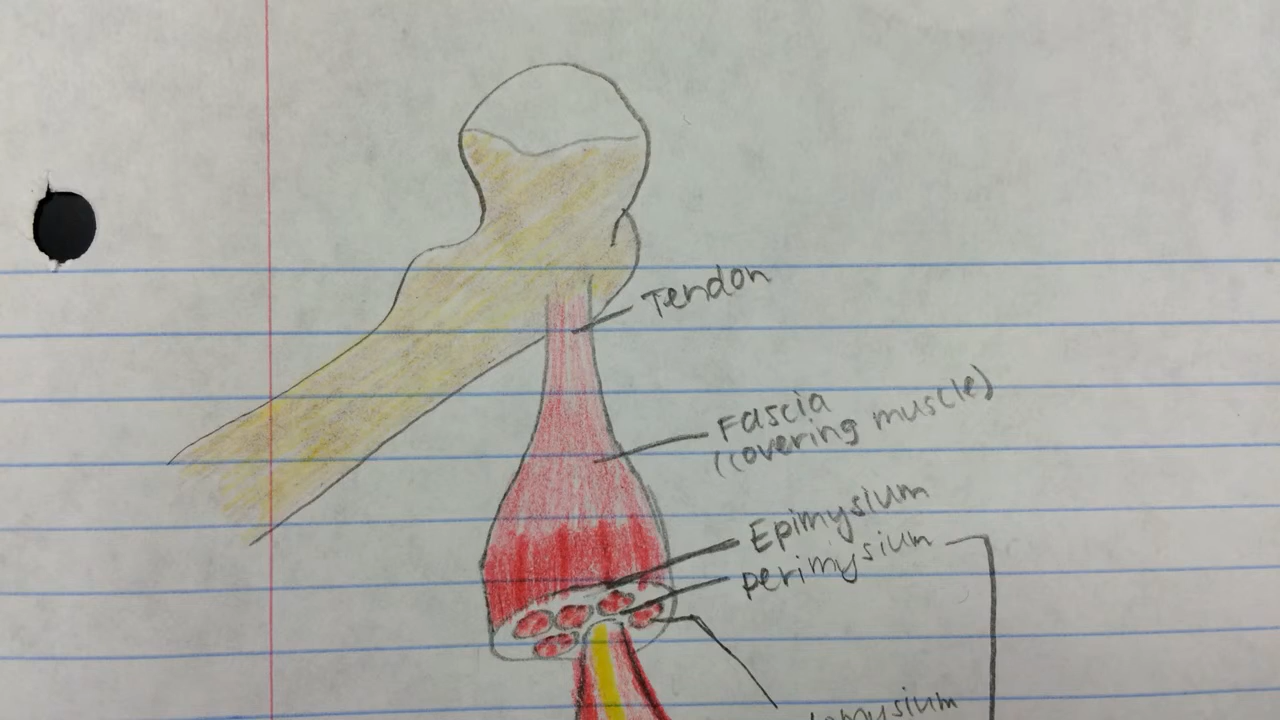 Tendon
Fascia
(covering muscle)
Epimysium
perimysium